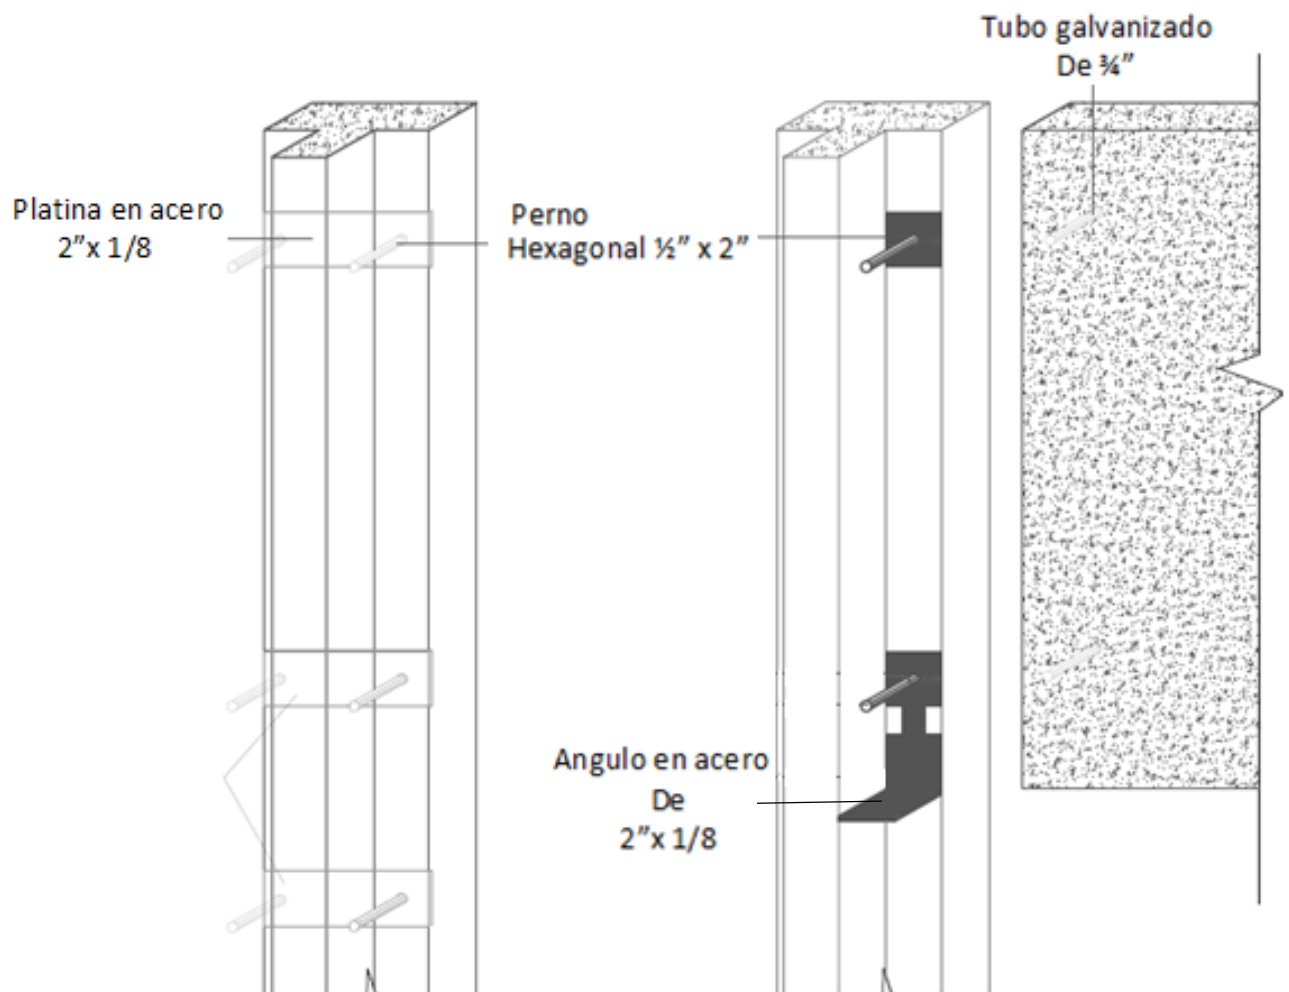 Tubo galvanizado
De ¾”
Platina en acero
2”x 1/8
Perno
Hexagonal ½” x 2”
Angulo en acero
De
2”x 1/8